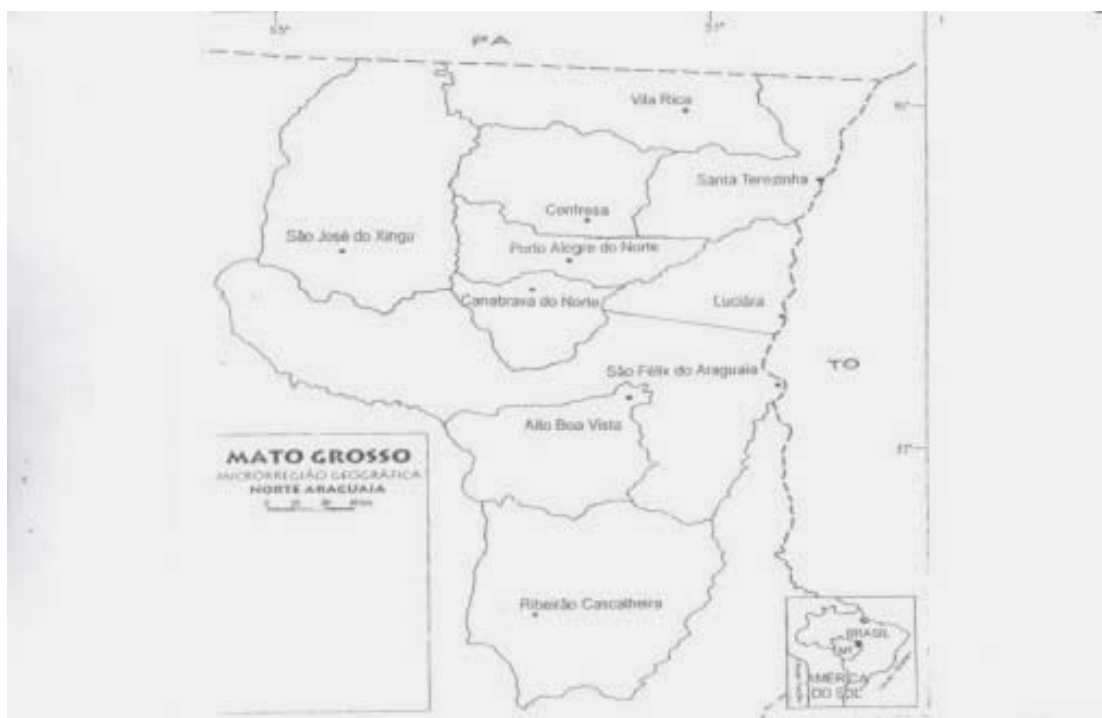 PA
Vila Rica
Santa Terezinha
Confresa
São José do Xingu
Porto Alegre do Norte
Canabrava do Norte
Luciára
TO
São Félix do Araguaia
Alto Boa Vista
MATO GROSSO
MICRORREGIÃO GEOGRÁFICA
NORTE ARAGUAIA
Ribeirão Cascalheira
BRASIL
MT
AMÉRICA
DO SUL